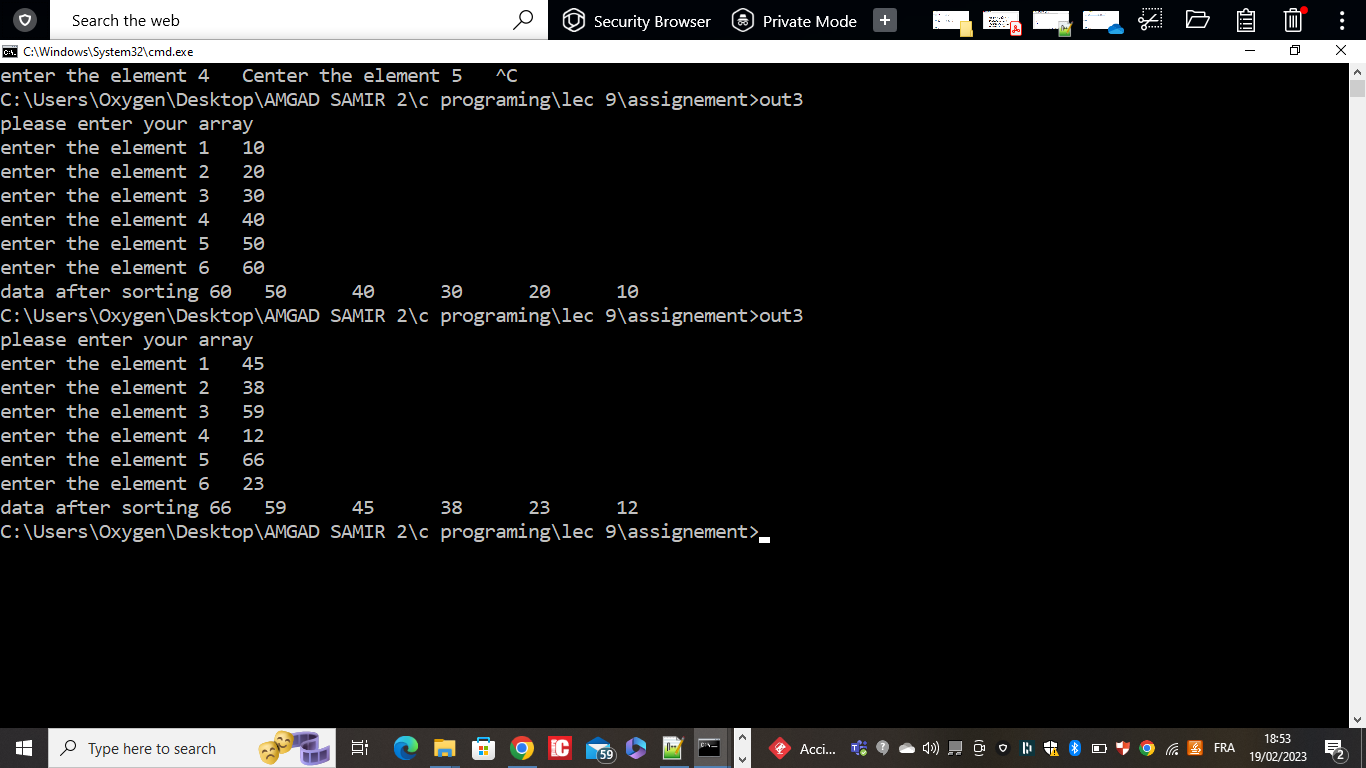 Search the web
Security Browser
Private Mode
C:\Windows\System32\cmd.exe
enter the element 4   Center the element 5   ^C
C:\Users\Oxygen\Desktop\AMGAD SAMIR 2\c programing\lec 9\assignement>out3
please enter your array
enter the element 1   10
enter the element 2   20
enter the element 3   30
enter the element 4   40
enter the element 5   50
enter the element 6   60
data after sorting 60   50      40      30      20      10
C:\Users\Oxygen\Desktop\AMGAD SAMIR 2\c programing\lec 9\assignement>out3
please enter your array
enter the element 1   45
enter the element 2   38
enter the element 3   59
enter the element 4   12
enter the element 5   66
enter the element 6   23
data after sorting 66   59      45      38      23      12
C:\Users\Oxygen\Desktop\AMGAD SAMIR 2\c programing\lec 9\assignement>
Type here to search
59
Acci...
FRA
18:53
19/02/2023
2